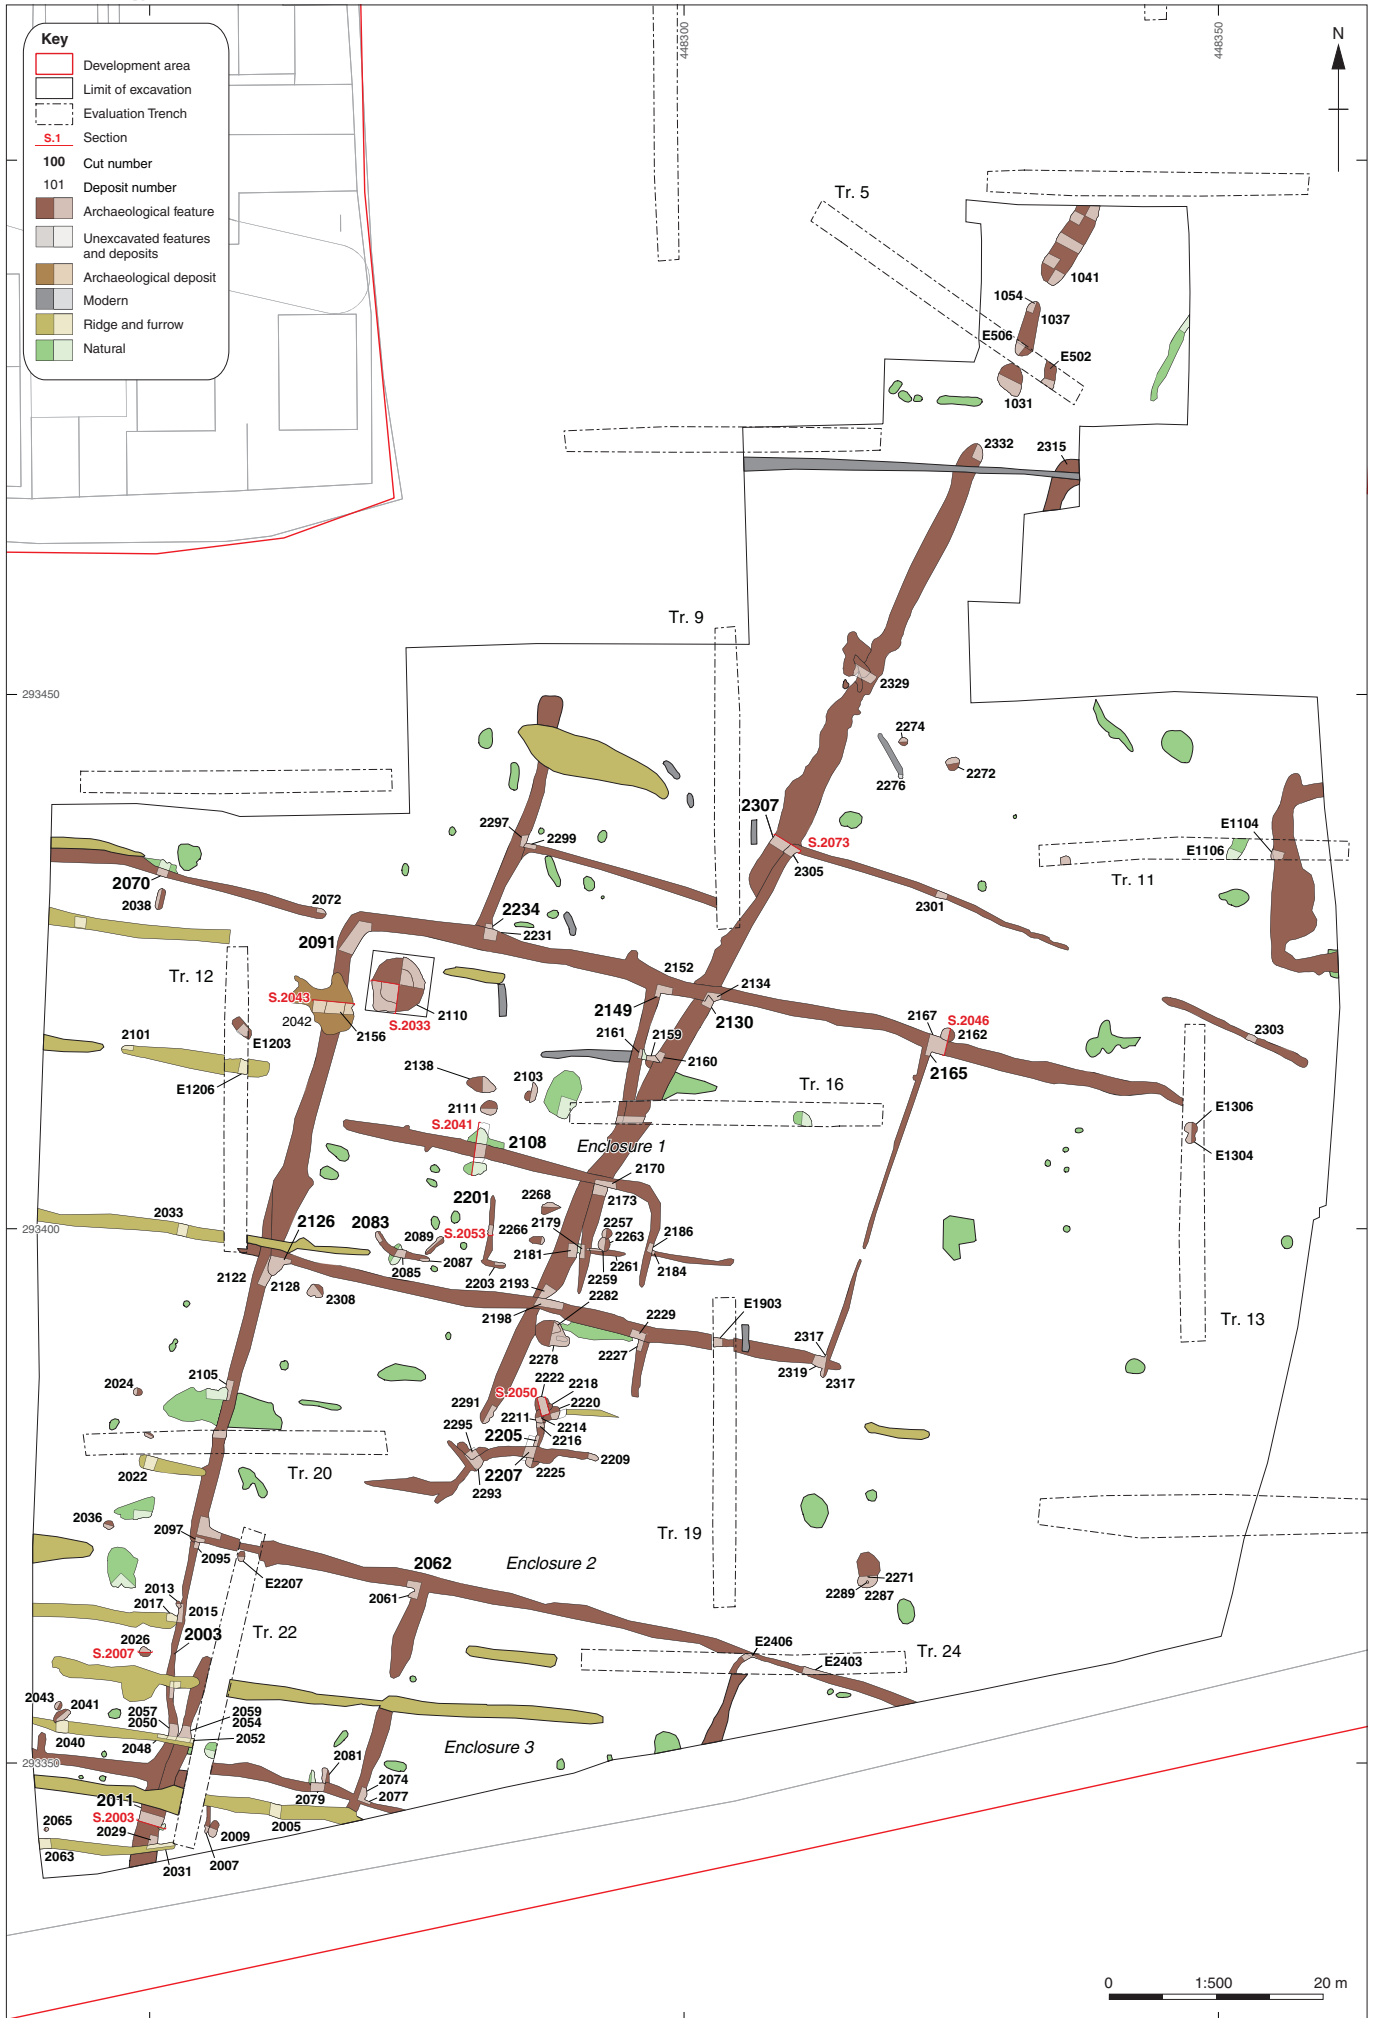 448300
448350
Key
Development area
Limit of excavation
Evaluation Trench
S.1 Section
100 Cut number
101 Deposit number
Archaeological feature
Unexcavated features
and deposits
Archaeological deposit
Modern
Ridge and furrow
Natural
N
Tr. 5
1041
1054
1037
E506
E502
1031
2332
2315
Tr. 9
293450
2329
2274
2276
2272
2307
S.2073
2305
2297
2299
E1104
E1106
Tr. 11
2301
2070
2038
2072
2234
2231
2091
Tr. 12
S.2043
2042
2156
2110
S.2033
2152
2134
2149
2130
2167
S.2046
2162
2165
2303
2101
E1203
E1206
2161
2159
2160
2138
2103
2111
S.2041
2108
Tr. 16
Enclosure 1
E1306
E1304
2170
2173
2201
2268
2033
293400
2126
2083
2089
S.2053
2266
2179
2257
2263
2186
2122
2128
2308
2085
2087
2203
2181
2193
2259
2261
2184
2282
2198
2278
2229
2227
E1903
2317
2319
2317
Tr. 13
2024
2105
2222
S.2050
2218
2220
2291
2211
2214
2295
2205
2216
2207
2225
2209
2293
Tr. 20
2022
2036
2097
2095
E2207
Tr. 19
Enclosure 2
2062
2061
2271
2289
2287
2013
2017
2015
2003
Tr. 22
2026
S.2007
E2406
E2403
Tr. 24
2043
2041
2057
2050
2059
2054
2040
2048
2052
Enclosure 3
293350
2081
2079
2074
2077
2011
S.2003
2005
2065
2029
2009
2063
2031
2007
0 1:500 20 m